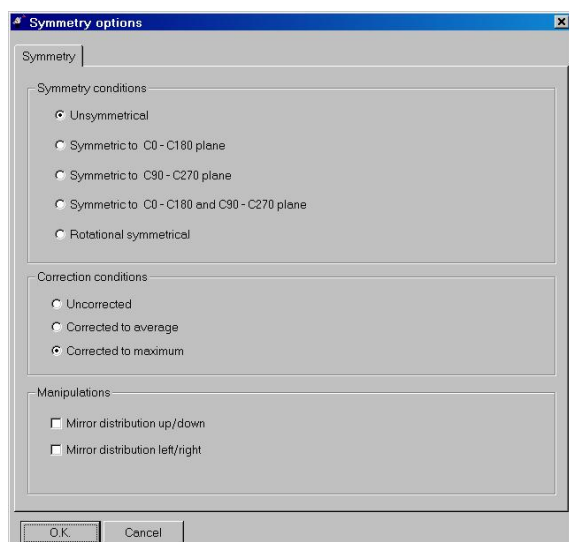 Symmetry options
Symmetry
Symmetry conditions
Unsymmetrical
Symmetric to C0 - C180 plane
Symmetric to C90 - C270 plane
Symmetric to C0 - C180 and C90 - C270 plane
Rotational symmetrical
Correction conditions
Uncorrected
Corrected to average
Corrected to maximum
Manipulations
Mirror distribution up/down
Mirror distribution left/right
O.K. Cancel